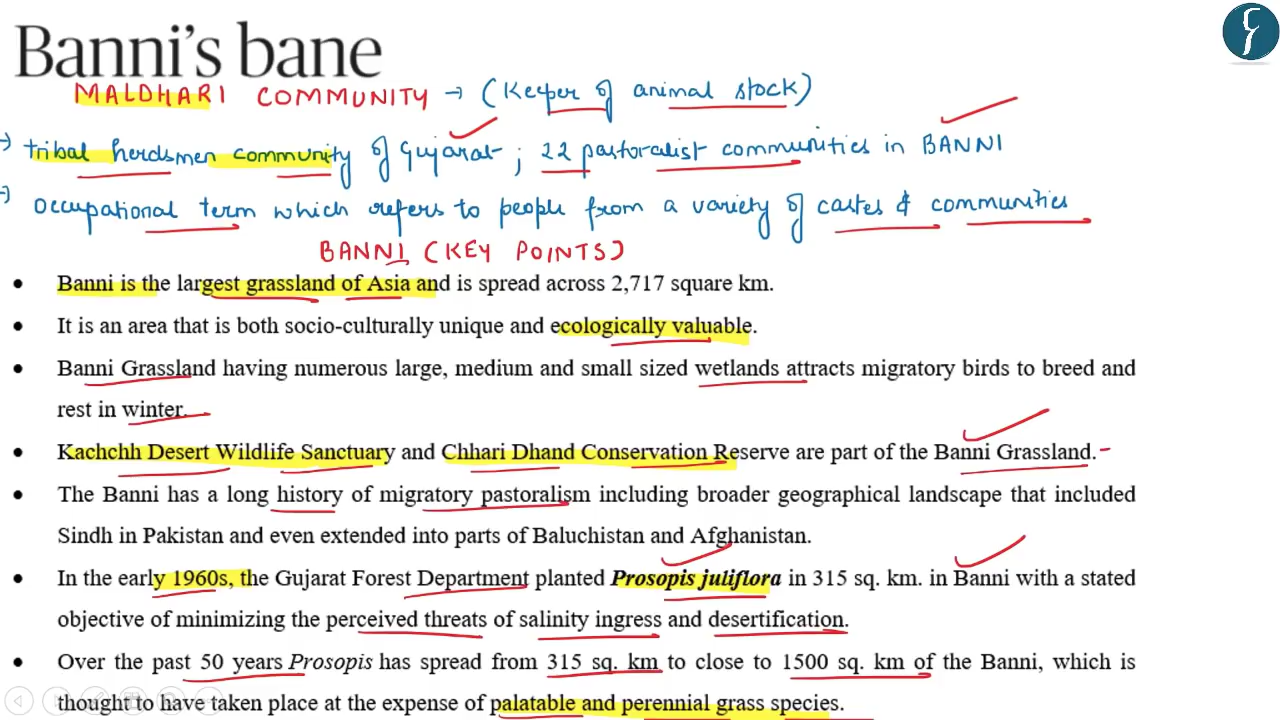 Banni's bane
MALDHARI COMMUNITY → (Keeper of animal stock)
→ tribal herdsmen community of Gujarat ; 22 pastoralist communities in BANNI
→ occupational term which refers to people from a variety of castes & communities
BANNI (KEY POINTS)
• Banni is the largest grassland of Asia and is spread across 2,717 square km.
• It is an area that is both socio-culturally unique and ecologically valuable.
• Banni Grassland having numerous large, medium and small sized wetlands attracts migratory birds to breed and
rest in winter.
• Kachchh Desert Wildlife Sanctuary and Chhari Dhand Conservation Reserve are part of the Banni Grassland.
• The Banni has a long history of migratory pastoralism including broader geographical landscape that included
Sindh in Pakistan and even extended into parts of Baluchistan and Afghanistan.
• In the early 1960s, the Gujarat Forest Department planted Prosopis juliflora in 315 sq. km. in Banni with a stated
objective of minimizing the perceived threats of salinity ingress and desertification.
• Over the past 50 years Prosopis has spread from 315 sq. km to close to 1500 sq. km of the Banni, which is
thought to have taken place at the expense of palatable and perennial grass species.